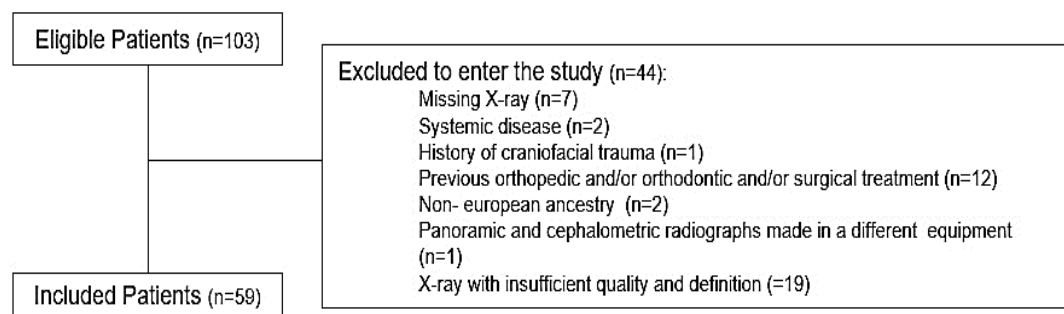 Eligible Patients (n=103)
Excluded to enter the study (n=44):
Missing X-ray (n=7)
Systemic disease (n=2)
History of craniofacial trauma (n=1)
Previous orthopedic and/or orthodontic and/or surgical treatment (n=12)
Non- european ancestry (n=2)
Panoramic and cephalometric radiographs made in a different equipment
(n=1)
X-ray with insufficient quality and definition (=19)
Included Patients (n=59)